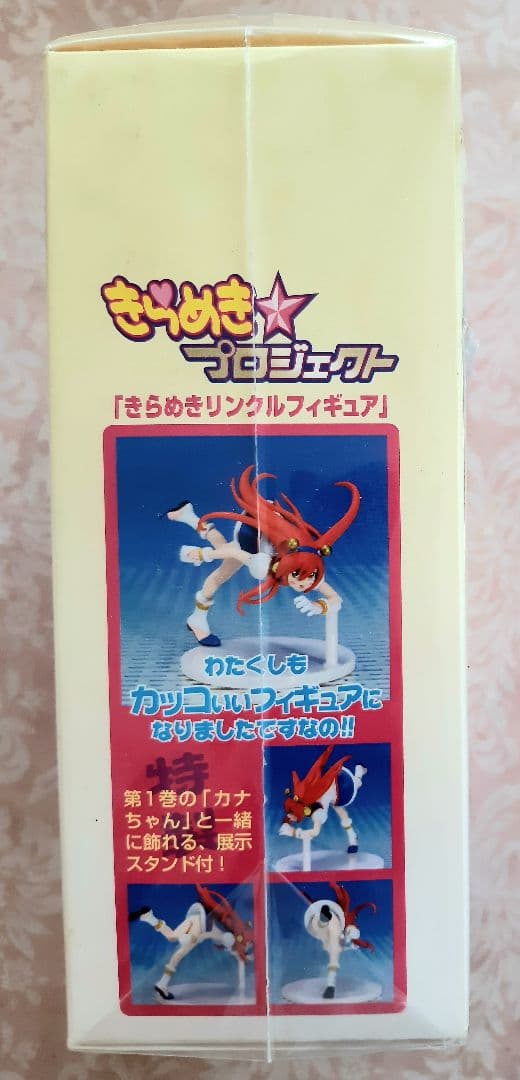 きらめき☆
プロジェクト
「きらめきリンクルフィギュア」
わたくしも
カッコいいフィギュアに
なりましたですなの!!
特
第1巻の「カナ
ちゃん」と一緒
に飾れる、展示
スタンド付!